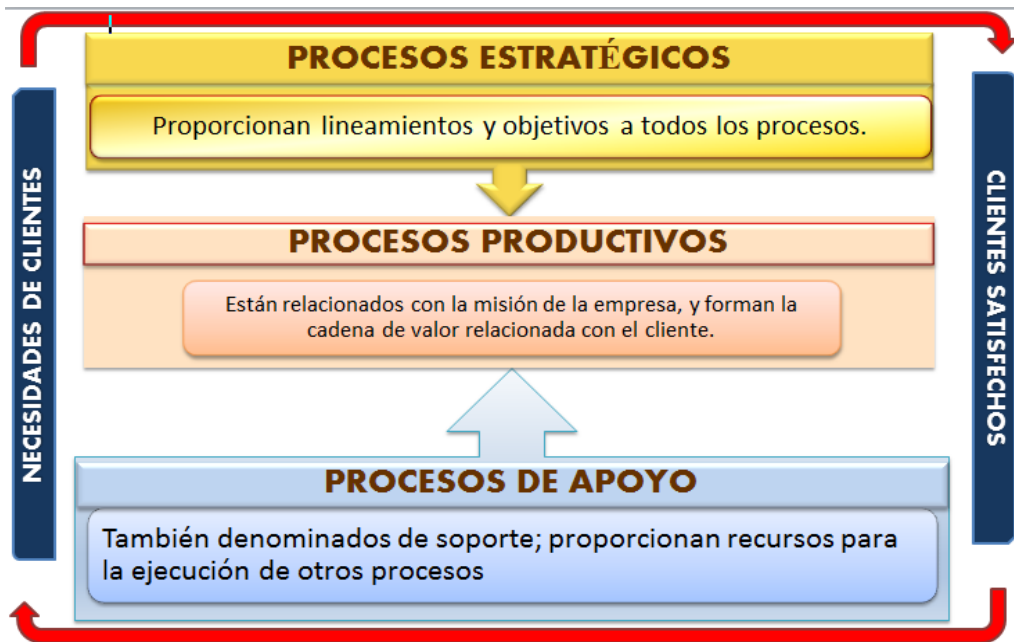 PROCESOS ESTRATÉGICOS
Proporcionan lineamientos y objetivos a todos los procesos.
NECESIDADES DE CLIENTES
PROCESOS PRODUCTIVOS
Están relacionados con la misión de la empresa, y forman la
cadena de valor relacionada con el cliente.
CLIENTES SATISFECHOS
PROCESOS DE APOYO
También denominados de soporte; proporcionan recursos para
la ejecución de otros procesos